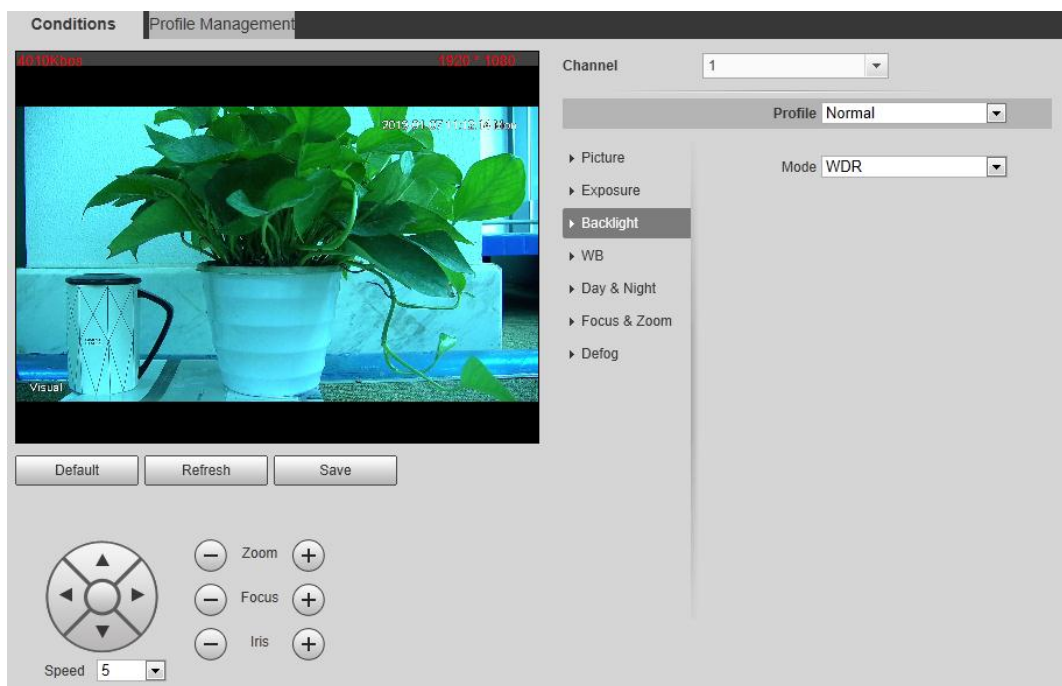 Conditions
Profile Management
4010Kbps 1920 * 1080
Visual
Default
Refresh
Save
Zoom
Focus
Iris
Speed 5
Channel 1
Profile Normal
Picture
Exposure
Backlight
WB
Day & Night
Focus & Zoom
Defog
Mode WDR